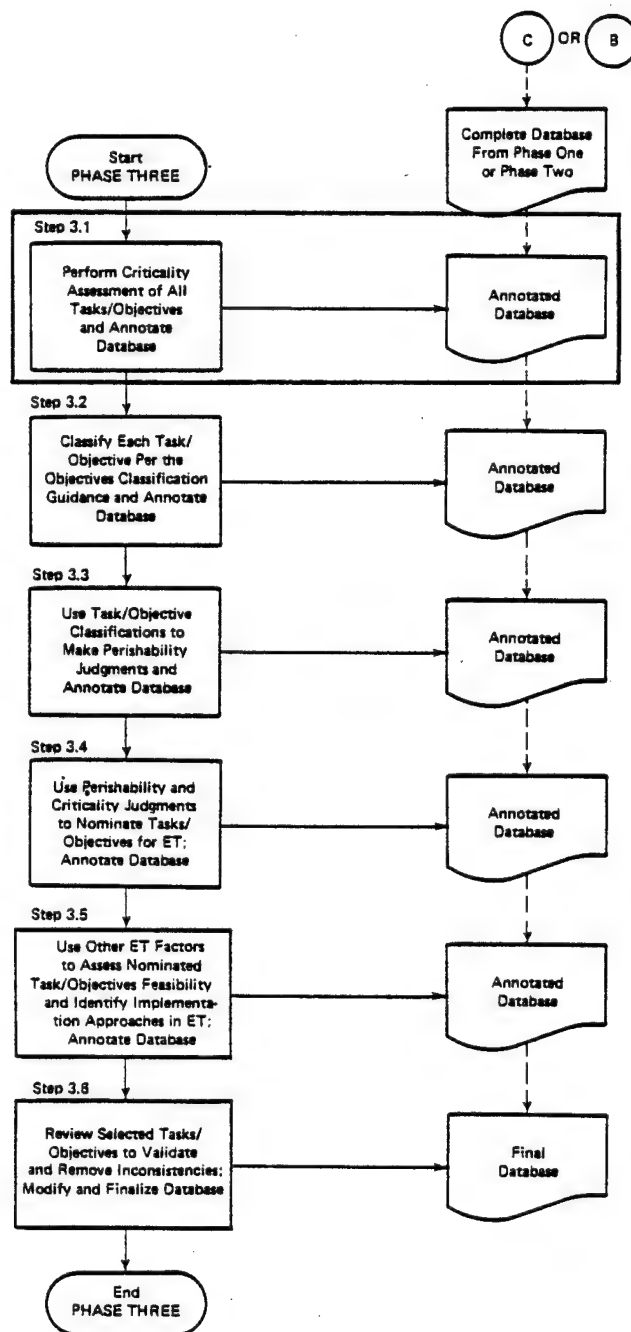 C OR B
Complete Database
From Phase One
or Phase Two
Start
PHASE THREE
Step 3.1
Perform Criticality
Assessment of All
Tasks/Objectives
and Annotate
Database
Annotated
Database
Step 3.2
Classify Each Task/
Objective Per the
Objectives Classification
Guidance and Annotate
Database
Annotated
Database
Step 3.3
Use Task/Objective
Classifications to
Make Perishability
Judgments and
Annotate Database
Annotated
Database
Step 3.4
Use Perishability and
Criticality Judgments
to Nominate Tasks/
Objectives for ET;
Annotate Database
Annotated
Database
Step 3.5
Use Other ET Factors
to Assess Nominated
Task/Objectives Feasibility
and Identify Implementa-
tion Approaches in ET;
Annotate Database
Annotated
Database
Step 3.6
Review Selected Tasks/
Objectives to Validate
and Remove Inconsistencies;
Modify and Finalize Database
Final
Database
End
PHASE THREE